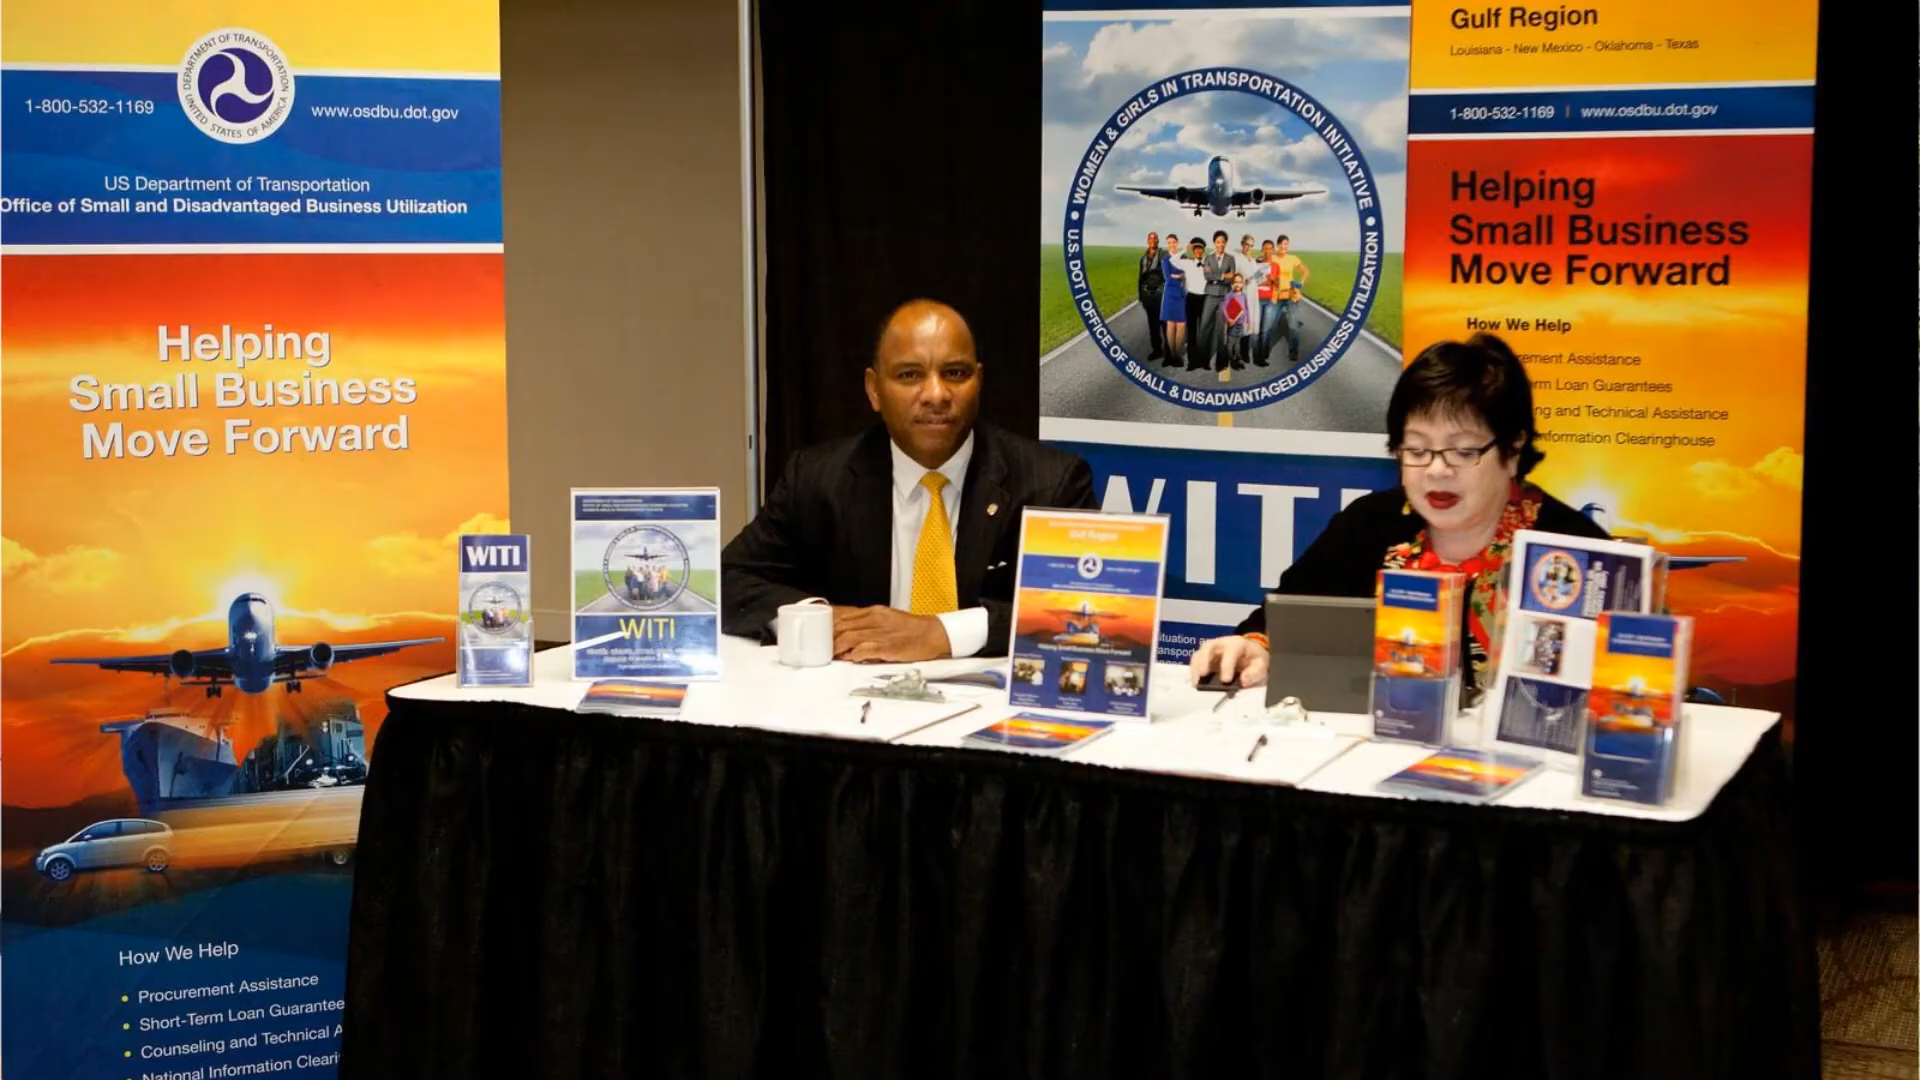 DEPARTMENT OF TRANSPORTATION
UNITED STATES OF AMERICA
1-800-532-1169
www.osdbu.dot.gov
US Department of Transportation
Office of Small and Disadvantaged Business Utilization
Helping
Small Business
Move Forward
How We Help
Procurement Assistance
Short-Term Loan Guarantee
Counseling and Technical A
National Information Cleari
WITI
WITI
WOMEN & GIRLS IN TRANSPORTATION INITIATIVE
U.S. DOT | OFFICE OF SMALL & DISADVANTAGED BUSINESS UTILIZATION
WITI
Gulf Region
Helping Small Business Move Forward
Gulf Region
Louisiana - New Mexico - Oklahoma - Texas
1-800-532-1169 | www.osdbu.dot.gov
Helping
Small Business
Move Forward
How We Help
rement Assistance
rm Loan Guarantees
ng and Technical Assistance
nformation Clearinghouse